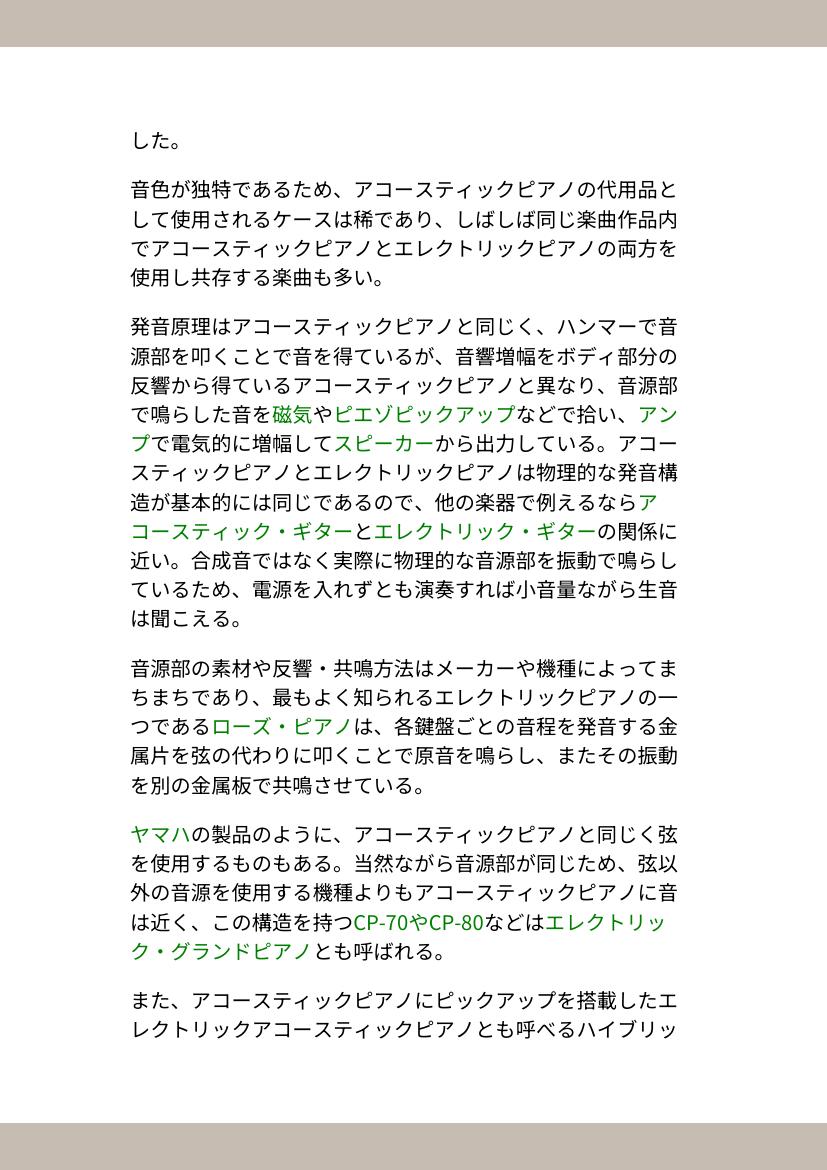 した。
音色が独特であるため、アコースティックピアノの代用品と
して使用されるケースは稀であり、しばしば同じ楽曲作品内
でアコースティックピアノとエレクトリックピアノの両方を
使用し共存する楽曲も多い。
発音原理はアコースティックピアノと同じく、ハンマーで音
源部を叩くことで音を得ているが、音響増幅をボディ部分の
反響から得ているアコースティックピアノと異なり、音源部
で鳴らした音を磁気やピエゾピックアップなどで拾い、アン
プで電気的に増幅してスピーカーから出力している。アコー
スティックピアノとエレクトリックピアノは物理的な発音構
造が基本的には同じであるので、他の楽器で例えるならア
コースティック・ギターとエレクトリック・ギターの関係に
近い。合成音ではなく実際に物理的な音源部を振動で鳴らし
ているため、電源を入れずとも演奏すれば小音量ながら生音
は聞こえる。
音源部の素材や反響・共鳴方法はメーカーや機種によってま
ちまちであり、最もよく知られるエレクトリックピアノの一
つであるローズ・ピアノは、各鍵盤ごとの音程を発音する金
属片を弦の代わりに叩くことで原音を鳴らし、またその振動
を別の金属板で共鳴させている。
ヤマハの製品のように、アコースティックピアノと同じく弦
を使用するものもある。当然ながら音源部が同じため、弦以
外の音源を使用する機種よりもアコースティックピアノに音
は近く、この構造を持つCP-70やCP-80などはエレクトリッ
ク・グランドピアノとも呼ばれる。
また、アコースティックピアノにピックアップを搭載したエ
レクトリックアコースティックピアノとも呼べるハイブリッ